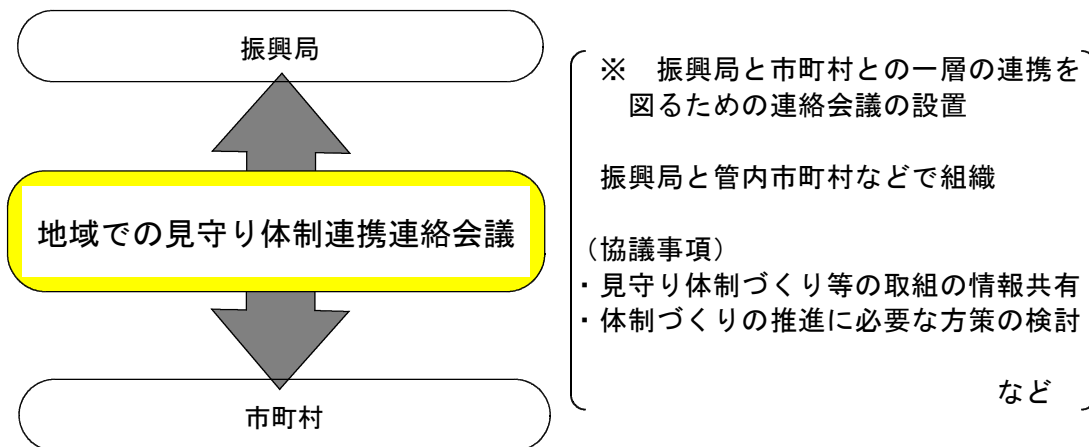 振興局
地域での見守り体制連携連絡会議
市町村
※　振興局と市町村との一層の連携を
図るための連絡会議の設置
振興局と管内市町村などで組織
（協議事項）
・見守り体制づくり等の取組の情報共有
・体制づくりの推進に必要な方策の検討
など